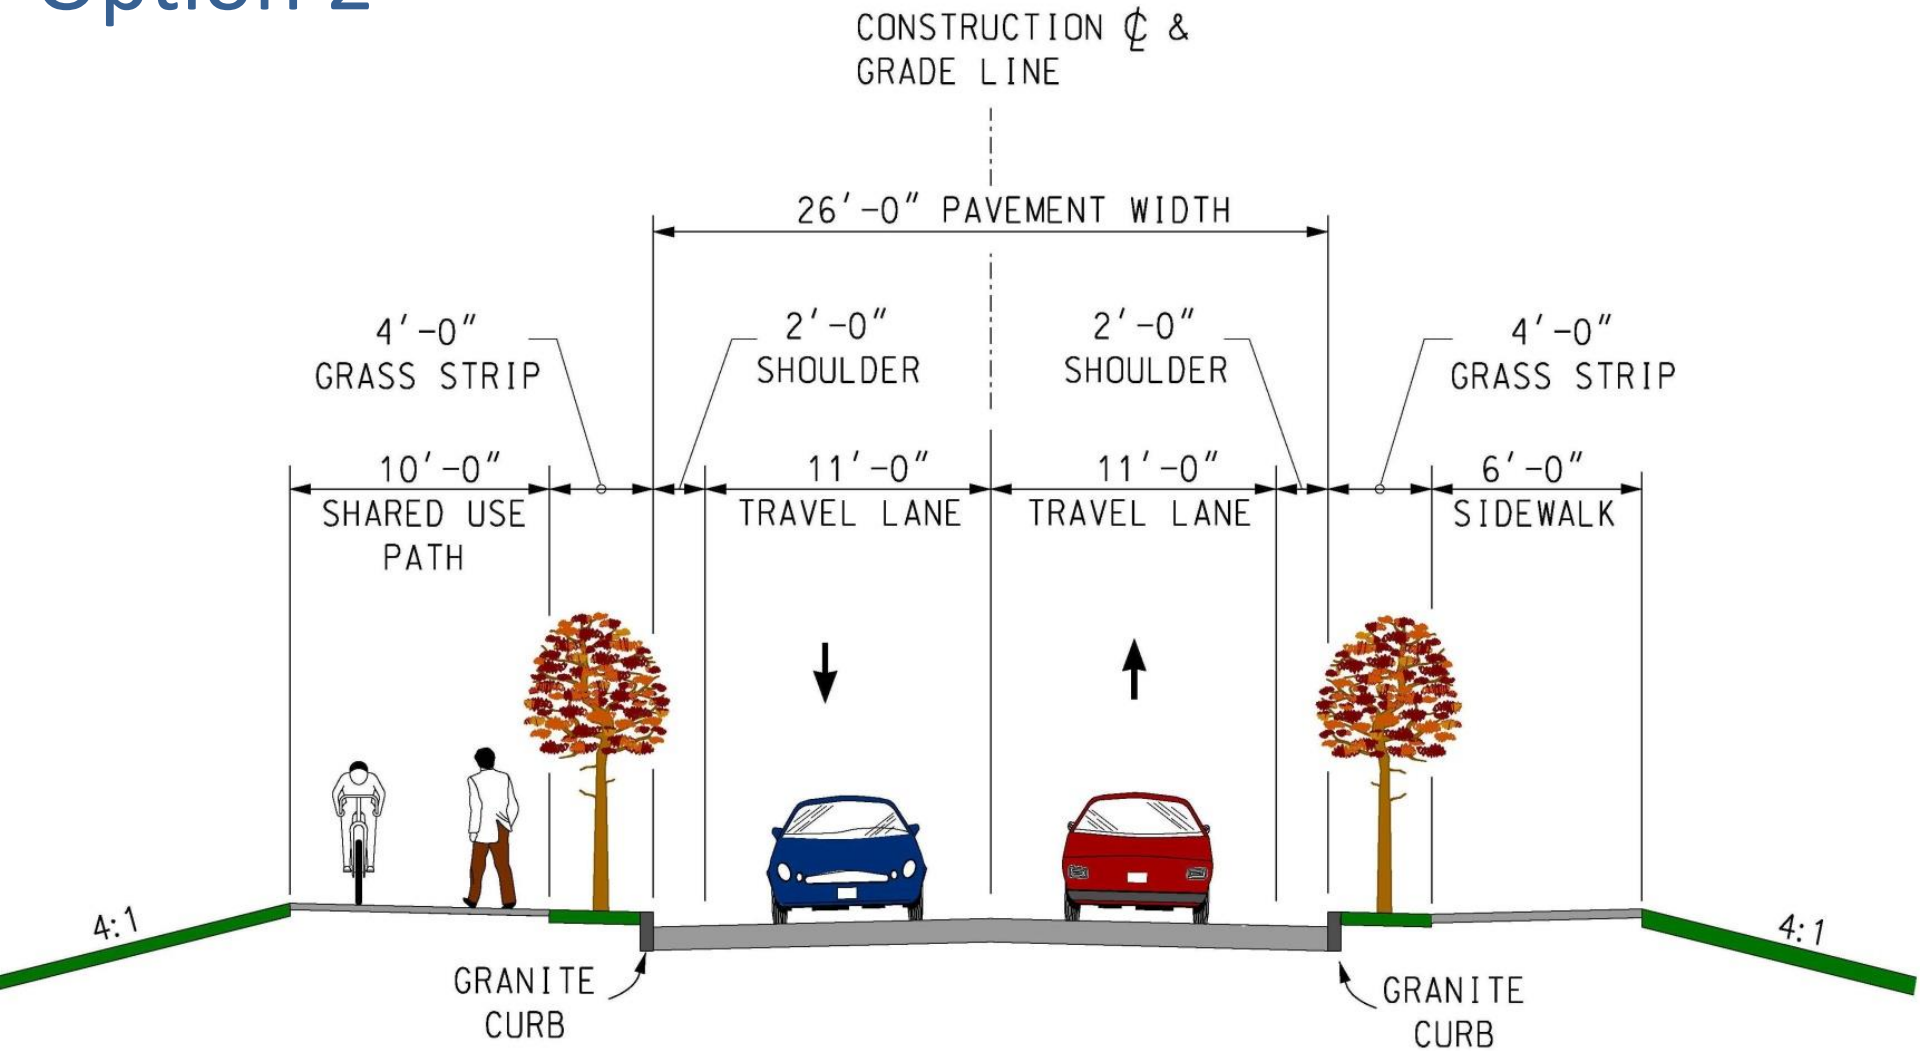 Option 2
CONSTRUCTION ℄ &
GRADE LINE
26'-0" PAVEMENT WIDTH
4'-0"
GRASS STRIP
2'-0"
SHOULDER
2'-0"
SHOULDER
4'-0"
GRASS STRIP
10'-0"
SHARED USE
PATH
11'-0"
TRAVEL LANE
11'-0"
TRAVEL LANE
6'-0"
SIDEWALK
4:1
4:1
GRANITE
CURB
GRANITE
CURB